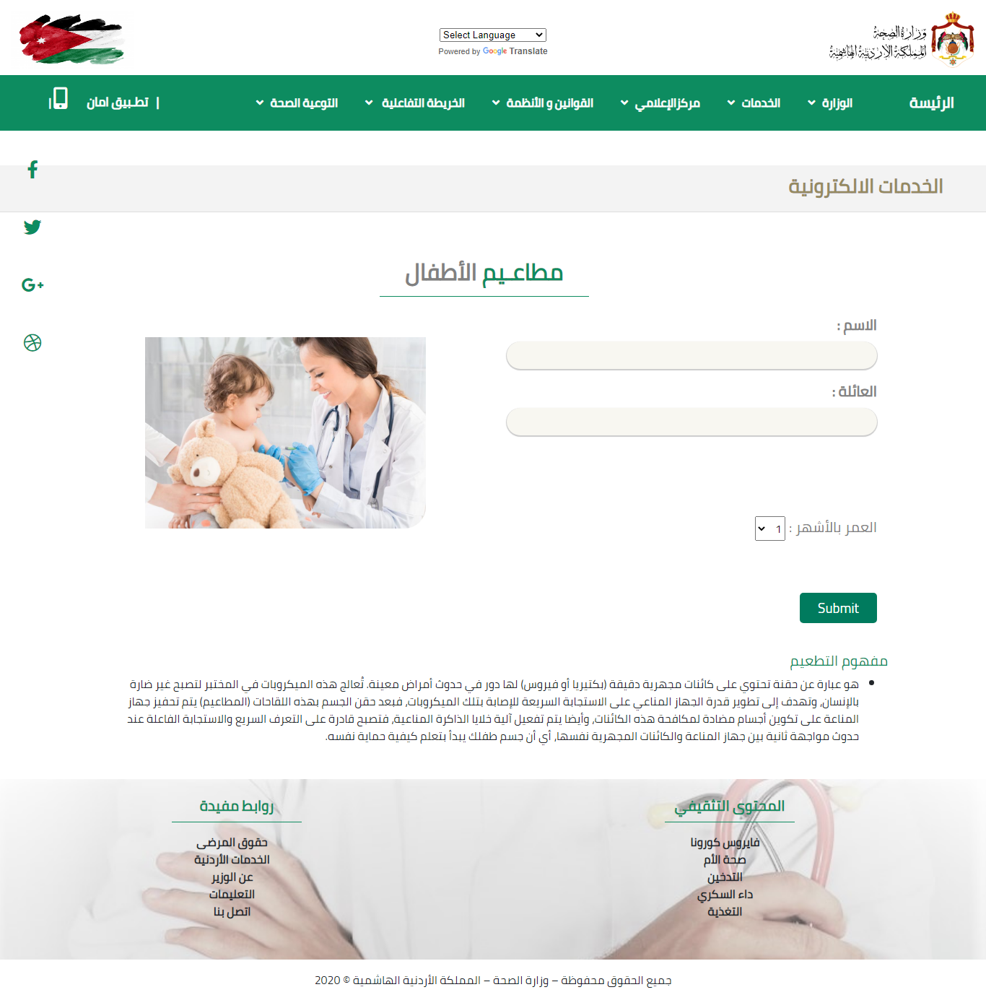 وزارة الصحة
المملكة الأردنية الهاشمية
Select Language
Powered by Google Translate
الرئيسة
الوزارة
الخدمات
مركزالإعلامي
القوانين و الأنظمة
الخريطة التفاعلية
التوعية الصحة
| تطـبيق امان |
الخدمات الالكترونية
مطاعـيم الأطفال
الاسم :
العائلة :
العمر بالأشهر : 1
Submit
مفهوم التطعيم
هو عبارة عن حقنة تحتوي على كائنات مجهرية دقيقة (بكتيريا أو فيروس) لها دور في حدوث أمراض معينة. تُعالج هذه الميكروبات في المختبر لتصبح غير ضارة
بالإنسان، وتهدف إلى تطوير قدرة الجهاز المناعي على الاستجابة السريعة للإصابة بتلك الميكروبات، فبعد حقن الجسم بهذه اللقاحات (المطاعيم) يتم تحفيز جهاز
المناعة على تكوين أجسام مضادة لمكافحة هذه الكائنات، وأيضا يتم تفعيل آلية خلايا الذاكرة المناعية، فتصبح قادرة على التعرف السريع والاستجابة الفاعلة عند
حدوث مواجهة ثانية بين جهاز المناعة والكائنات المجهرية نفسها، أي أن جسم طفلك يبدأ بتعلم كيفية حماية نفسه.
المحتوى التثقيفي
فايروس كورونا
صحة الأم
التدخين
داء السكري
التغذية
روابط مفيدة
حقوق المرضى
الخدمات الأردنية
عن الوزير
التعليمات
اتصل بنا
جميع الحقوق محفوظة – وزارة الصحة – المملكة الأردنية الهاشمية © 2020